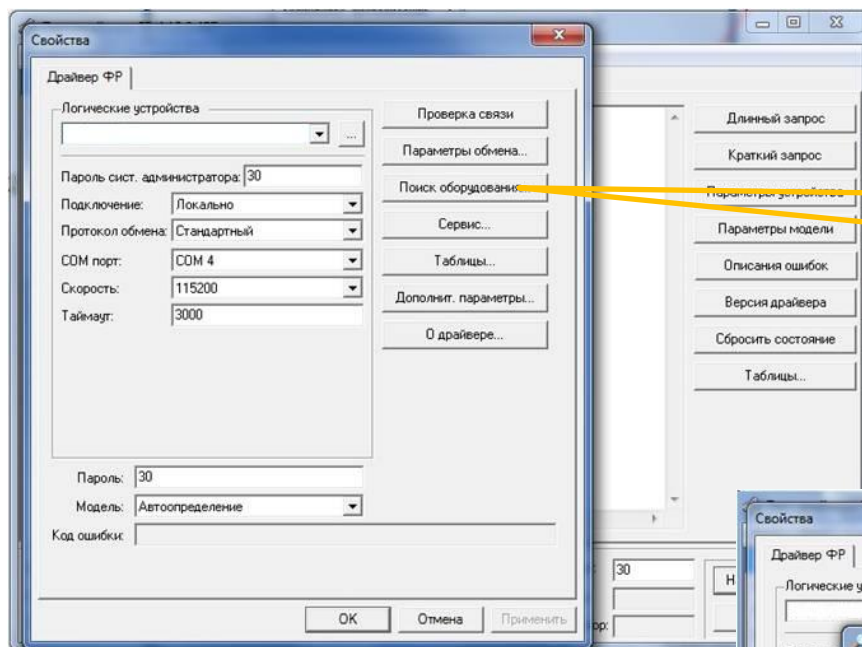 Свойства
Драйвер ФР
Логические устройства
...
Пароль сист. администратора: 30
Подключение: Локально
Протокол обмена: Стандартный
COM порт: COM 4
Скорость: 115200
Таймаут: 3000
Проверка связи
Параметры обмена...
Поиск оборудования...
Сервис...
Таблицы...
Дополнит. параметры...
О драйвере...
Пароль: 30
Модель: Автоопределение
Код ошибки:
OK
Отмена
Применить
Длинный запрос
Краткий запрос
Параметры устройства
Параметры модели
Описания ошибок
Версия драйвера
Сбросить состояние
Таблицы...
30
ор:
Н
Свойства
Драйвер ФР
Логические у